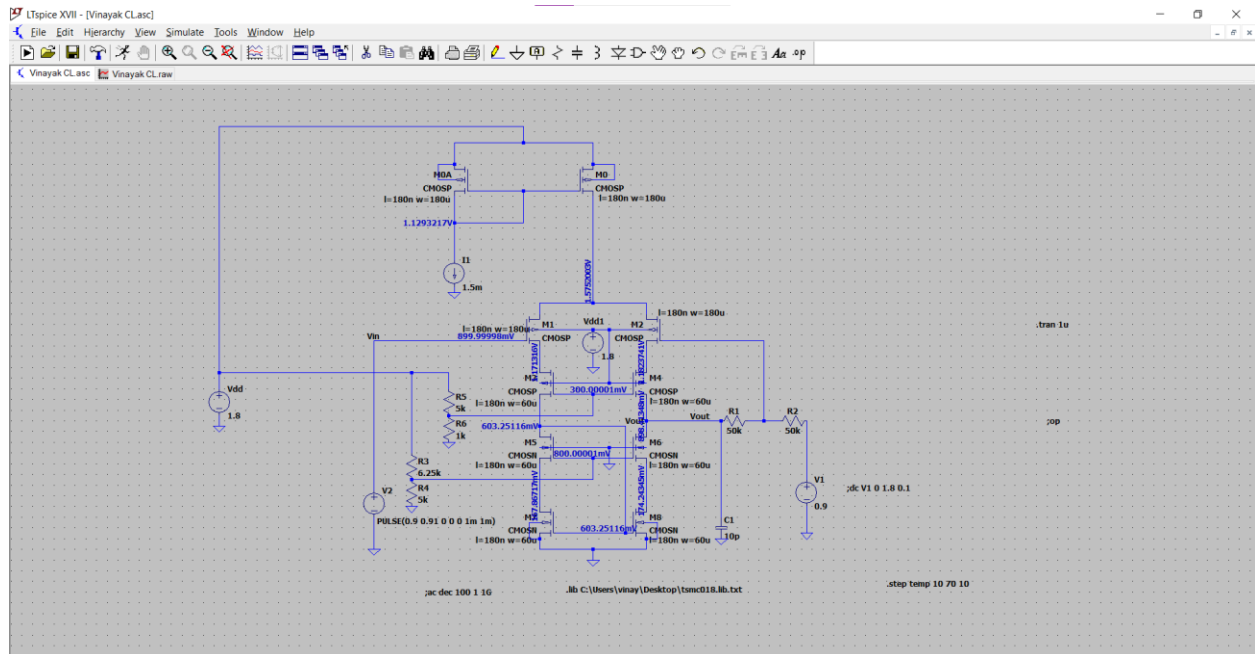 LTspice XVII - [Vinayak CL.asc]
File Edit Hierarchy View Simulate Tools Window Help
Vinayak CL.asc Vinayak CL.raw
M0A
CMOSP
l=180n w=180u
M0
CMOSP
l=180n w=180u
1.1293217V
I1
1.5m
1.5752003V
l=180n w=180u
M1
CMOSP
Vdd1
1.8
M2
CMOSP
l=180n w=180u
Vin
899.99998mV
.tran 1u
CMOSP
l=180n w=60u
300.00001mV
M4
CMOSP
l=180n w=60u
Vdd
1.8
R5
5k
R6
1k
603.25116mV
Vout
R1
50k
R2
50k
;op
M5
CMOSN
l=180n w=60u
800.00001mV
M6
CMOSN
l=180n w=60u
R3
6.25k
R4
5k
174.24345mV
V2
PULSE(0.9 0.91 0 0 0 1m 1m)
V1
0.9
;dc V1 0 1.8 0.1
CMOSN
l=180n w=60u
603.25116mV
M8
CMOSN
l=180n w=60u
C1
10p
;ac dec 100 1 1G
.lib C:\Users\vinay\Desktop\tsmc018.lib.txt
.step temp 10 70 10